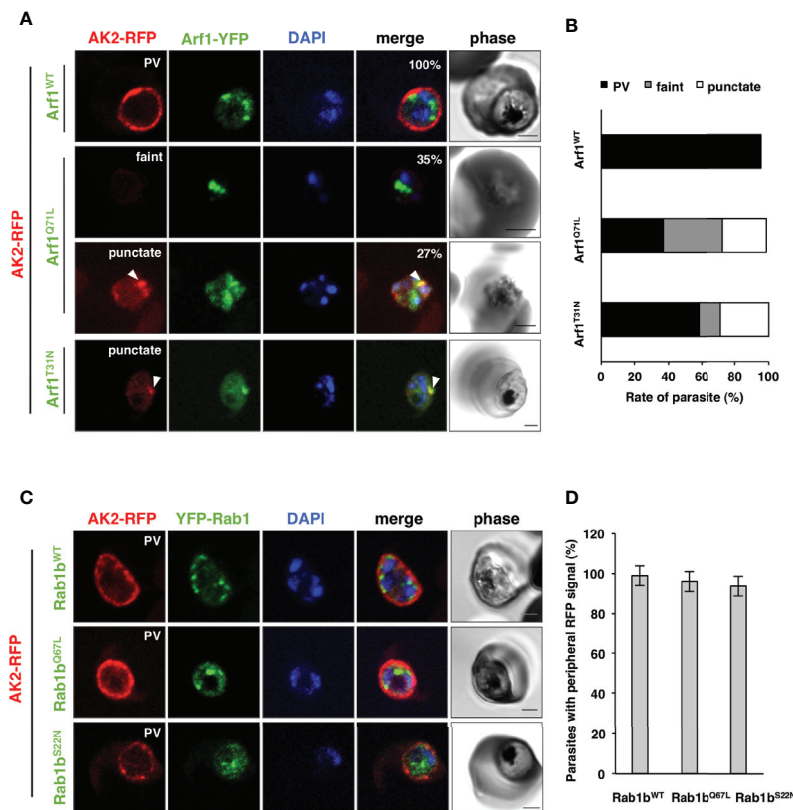 A
AK2-RFP Arf1-YFP DAPI merge phase
AK2-RFP
Arf1WT
PV
100%
Arf1Q71L
faint
35%
punctate
27%
Arf1T31N
punctate
B
PV faint punctate
Arf1WT
Arf1Q71L
Arf1T31N
0 20 40 60 80 100
Rate of parasite (%)
C
AK2-RFP YFP-Rab1 DAPI merge phase
AK2-RFP
Rab1bWT
PV
Rab1bQ67L
PV
Rab1bS22N
PV
D
Parasites with peripheral RFP signal (%)
120
100
80
60
40
20
0
Rab1bWT Rab1bQ67L Rab1bS22N